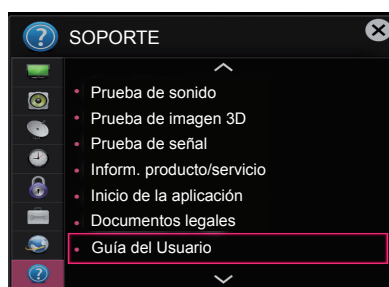 SOPORTE
Prueba de sonido
Prueba de imagen 3D
Prueba de señal
Inform. producto/servicio
Inicio de la aplicación
Documentos legales
Guía del Usuario